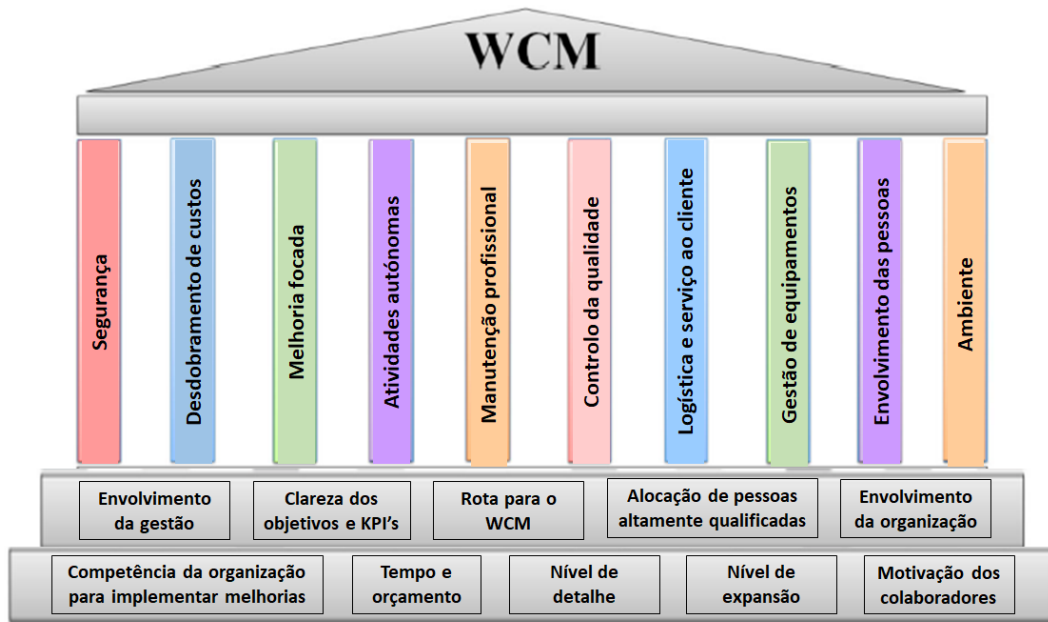 WCM
Segurança
Desdobramento de custos
Melhoria focada
Atividades autónomas
Manutenção profissional
Controlo da qualidade
Logística e serviço ao cliente
Gestão de equipamentos
Envolvimento das pessoas
Ambiente
Envolvimento
da gestão
Clareza dos
objetivos e KPI's
Rota para o
WCM
Alocação de pessoas
altamente qualificadas
Envolvimento
da organização
Competência da organização
para implementar melhorias
Tempo e
orçamento
Nível de
detalhe
Nível de
expansão
Motivação dos
colaboradores